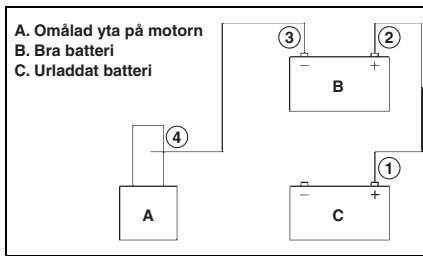 A. Omålad yta på motorn
B. Bra batteri
C. Urladdat batteri
3 2
– +
B
4
1
– +
A C